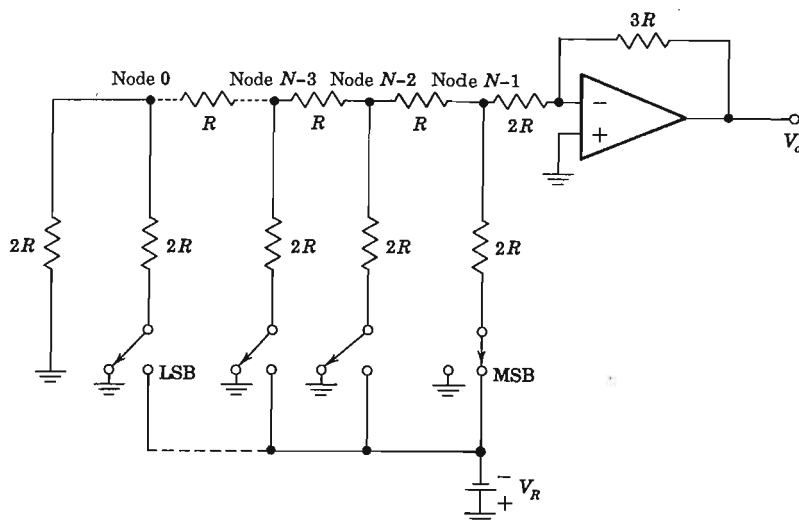 3R
Node 0
Node N-3
Node N-2
Node N-1
R
R
R
2R
−
+
V_o
2R
2R
2R
2R
2R
LSB
MSB
−
V_R
+